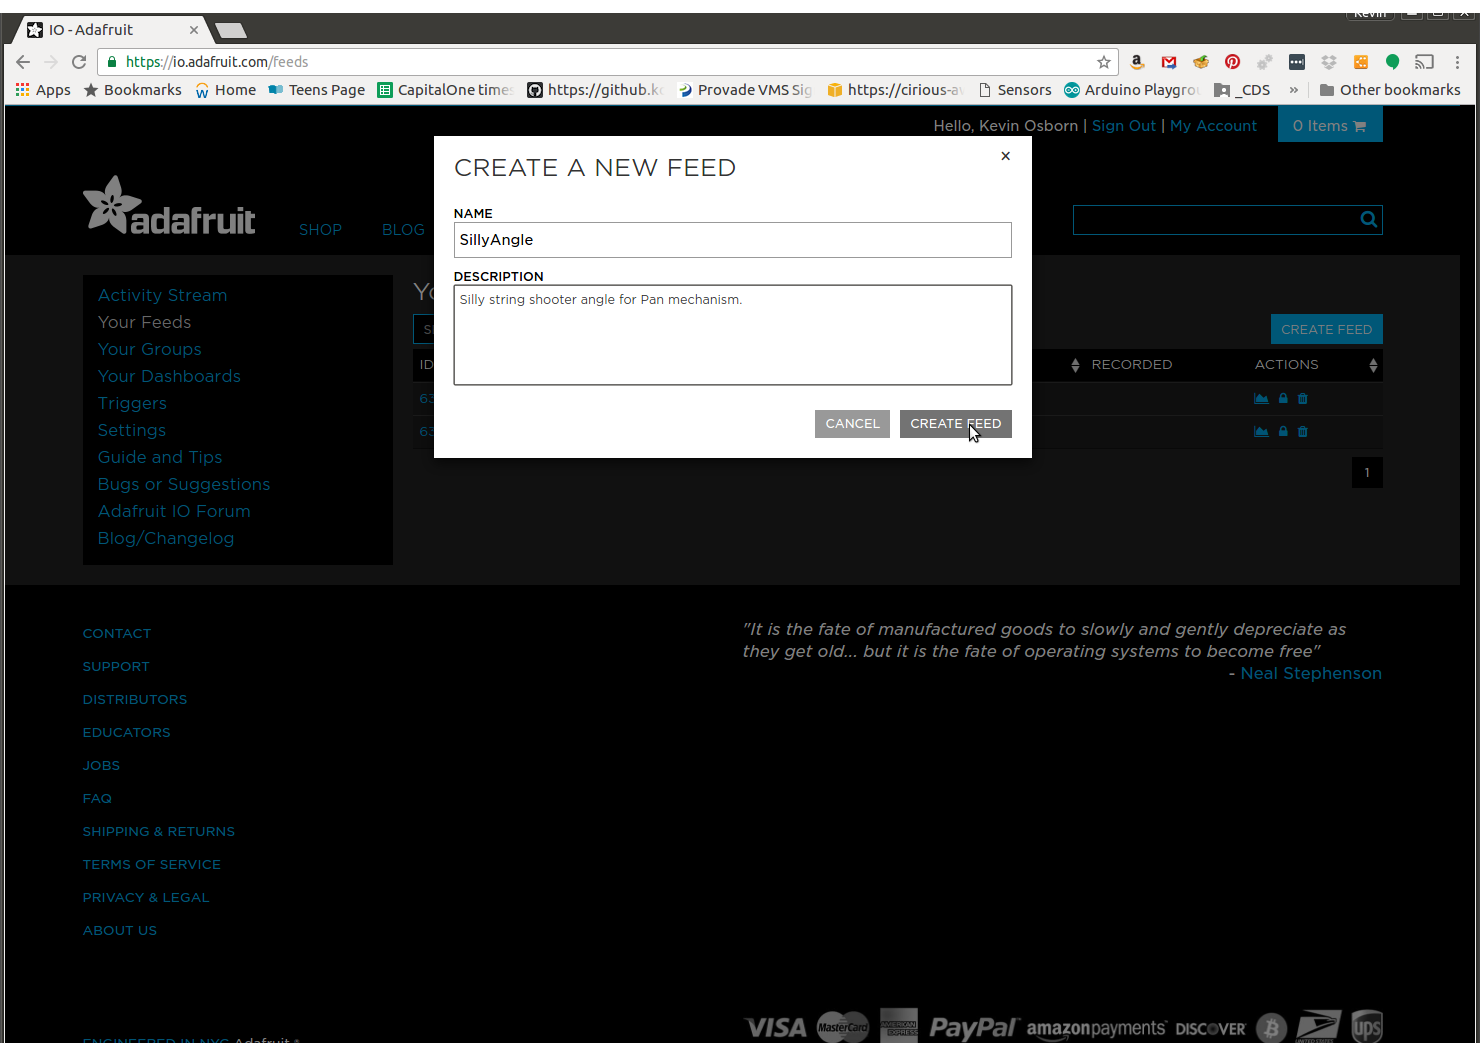 Kevin
IO - Adafruit
https://io.adafruit.com/feeds
Apps Bookmarks Home Teens Page CapitalOne times https://github.k Provade VMS Sig https://cirious-a Sensors Arduino Playgro _CDS » Other bookmarks
Hello, Kevin Osborn | Sign Out | My Account 0 Items
adafruit SHOP BLOG
CREATE A NEW FEED
NAME
SillyAngle
DESCRIPTION
Silly string shooter angle for Pan mechanism.
CANCEL CREATE FEED
Activity Stream
Your Feeds
Your Groups
Your Dashboards
Triggers
Settings
Guide and Tips
Bugs or Suggestions
Adafruit IO Forum
Blog/Changelog
Yo
CREATE FEED
ID RECORDED ACTIONS
63
63
1
CONTACT
SUPPORT
DISTRIBUTORS
EDUCATORS
JOBS
FAQ
SHIPPING & RETURNS
TERMS OF SERVICE
PRIVACY & LEGAL
ABOUT US
"It is the fate of manufactured goods to slowly and gently depreciate as
they get old... but it is the fate of operating systems to become free"
- Neal Stephenson
ENGINEERED IN NYC Adafruit ®
VISA MasterCard AMERICAN EXPRESS PayPal amazonpayments DISCOVER UNITED STATES ups